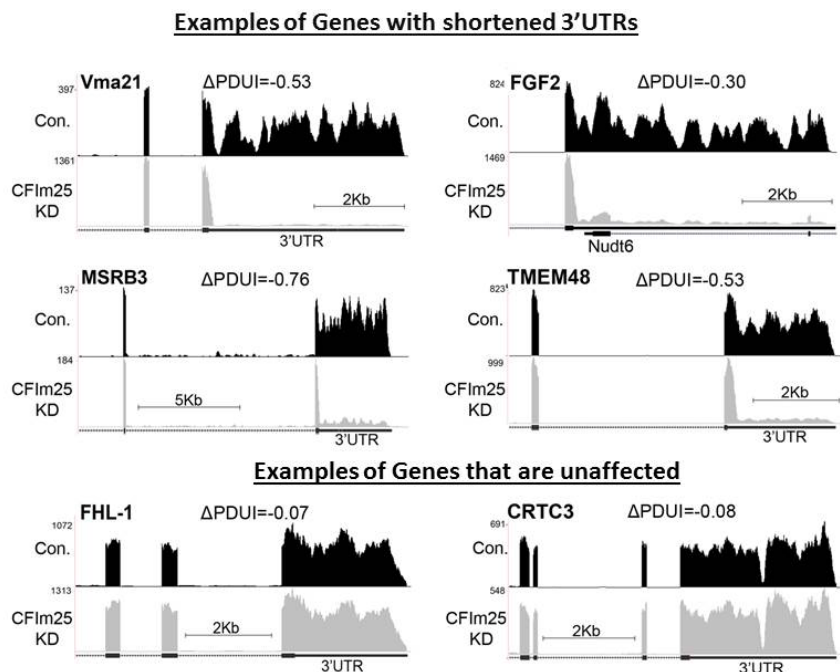 Examples of Genes with shortened 3'UTRs
Vma21 ΔPDUI=-0.53
397
Con.
1361
CFIm25
KD
2Kb
3'UTR
FGF2 ΔPDUI=-0.30
824
Con.
1469
CFIm25
KD
2Kb
Nudt6
MSRB3 ΔPDUI=-0.76
137
Con.
184
CFIm25
KD
5Kb
3'UTR
TMEM48 ΔPDUI=-0.53
823
Con.
999
CFIm25
KD
2Kb
3'UTR
Examples of Genes that are unaffected
FHL-1 ΔPDUI=-0.07
1072
Con.
1313
CFIm25
KD
2Kb
3'UTR
CRTC3 ΔPDUI=-0.08
691
Con.
548
CFIm25
KD
2Kb
3'UTR